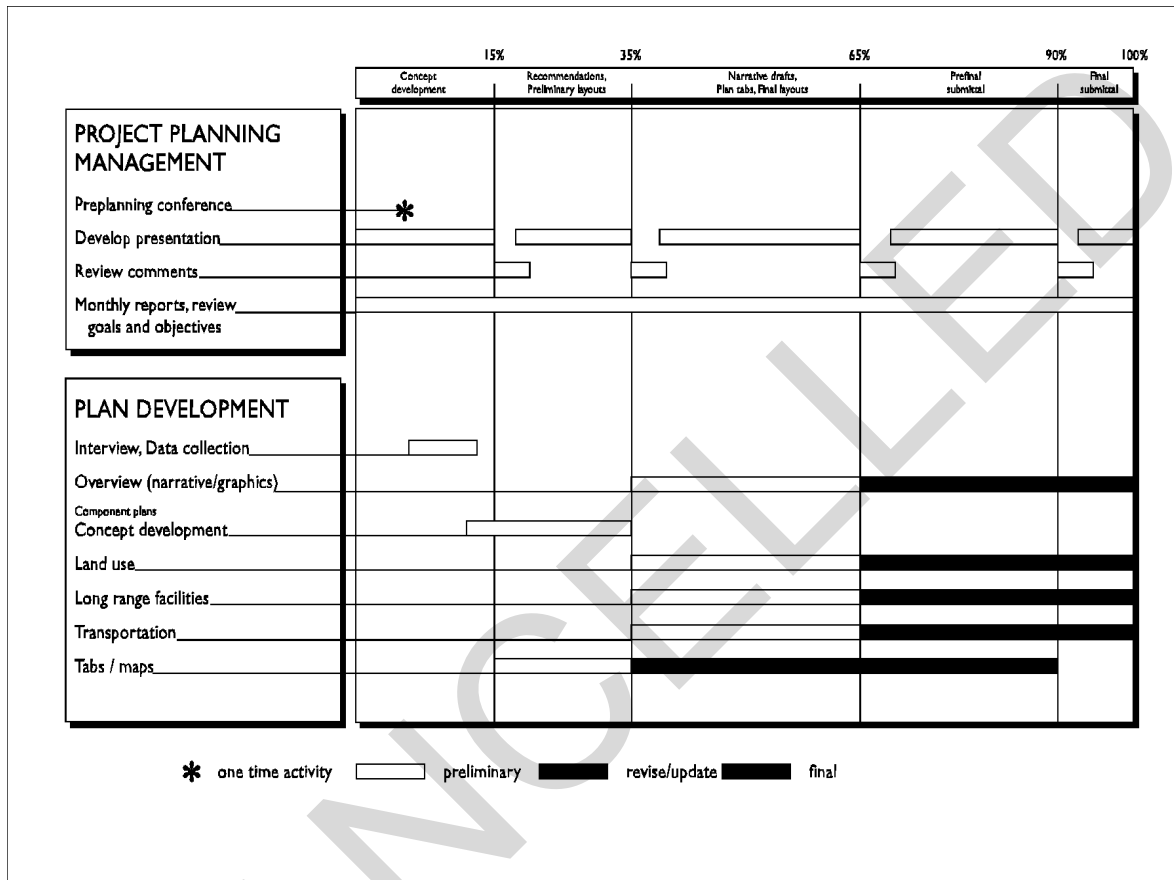 15% 35% 65% 90% 100%
Concept development
Recommendations, Preliminary layouts
Narrative drafts, Plan tabs, Final layouts
Prefinal submittal
Final submittal
PROJECT PLANNING
MANAGEMENT
Preplanning conference
Develop presentation
Review comments
Monthly reports, review
goals and objectives
PLAN DEVELOPMENT
Interview, Data collection
Overview (narrative/graphics)
Component plans
Concept development
Land use
Long range facilities
Transportation
Tabs / maps
* one time activity preliminary revise/update final
NCELLED